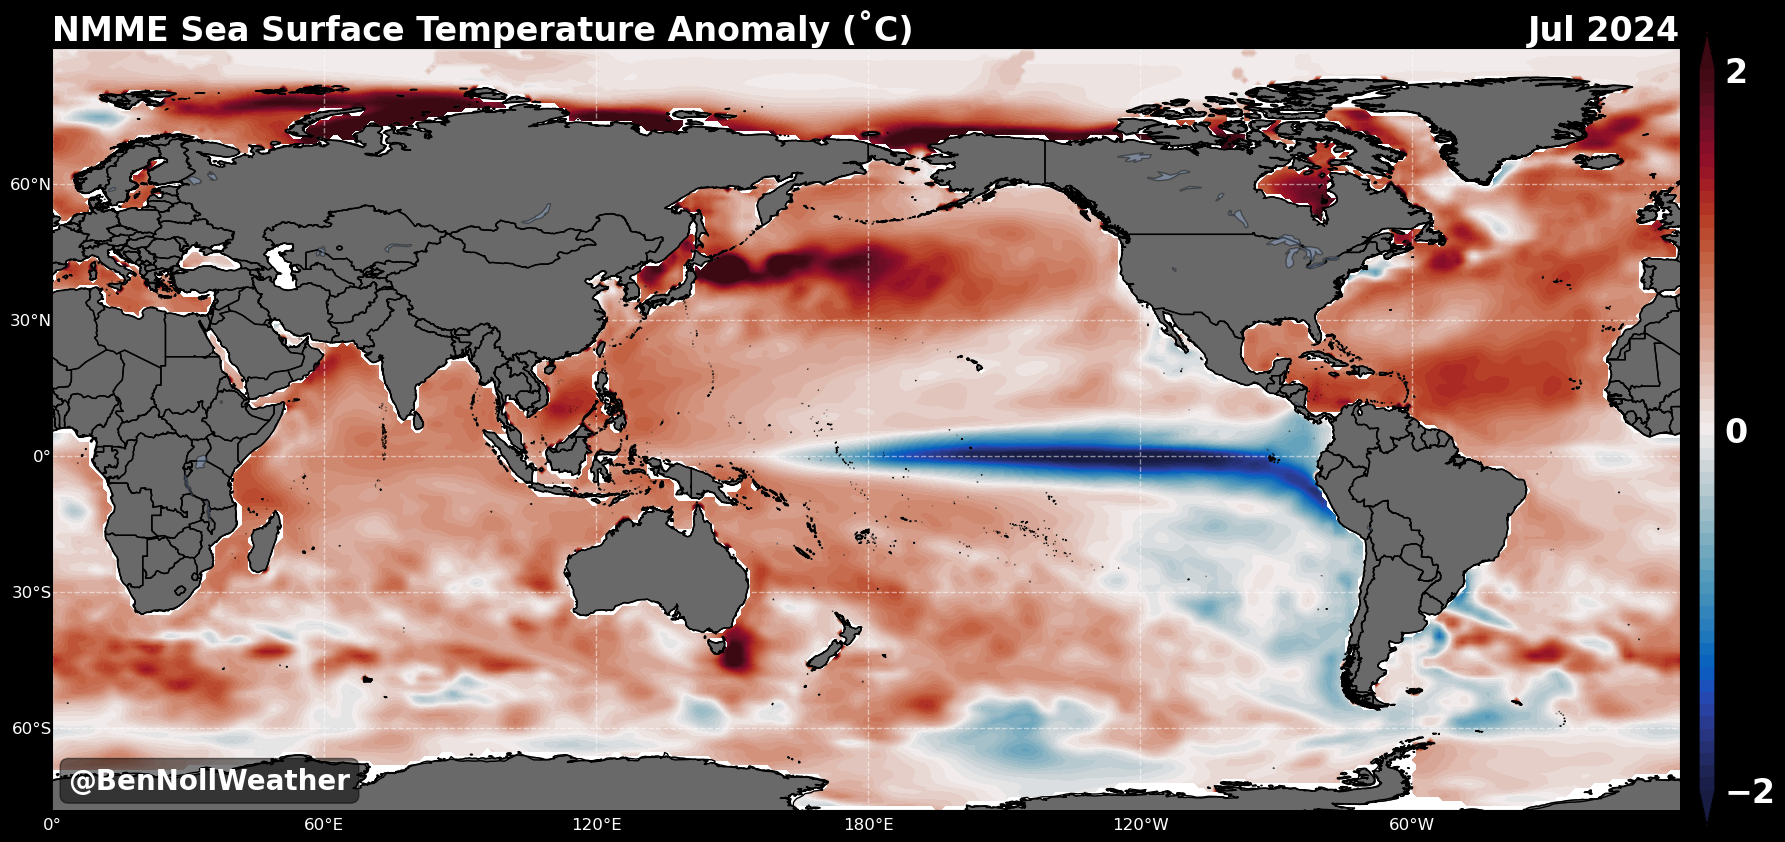 NMME Sea Surface Temperature Anomaly (˚C)
Jul 2024
2
60°N
30°N
0
0°
30°S
60°S
@BenNollWeather
−2
0°
60°E
120°E
180°E
120°W
60°W